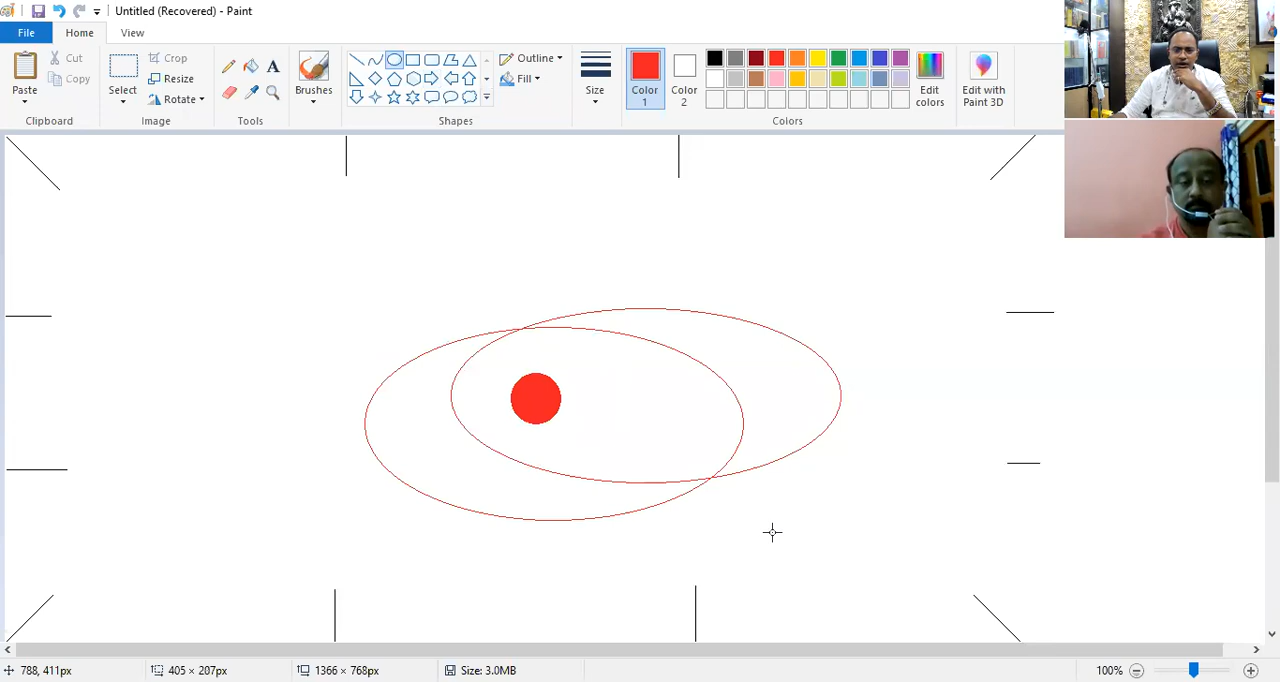 Untitled (Recovered) - Paint
File
Home
View
Paste
Cut
Copy
Clipboard
Select
Crop
Resize
Rotate
Image
A
Tools
Brushes
Outline
Fill
Shapes
Size
Color 1
Color 2
Edit colors
Colors
Edit with Paint 3D
788, 411px
405 × 207px
1366 × 768px
Size: 3.0MB
100%